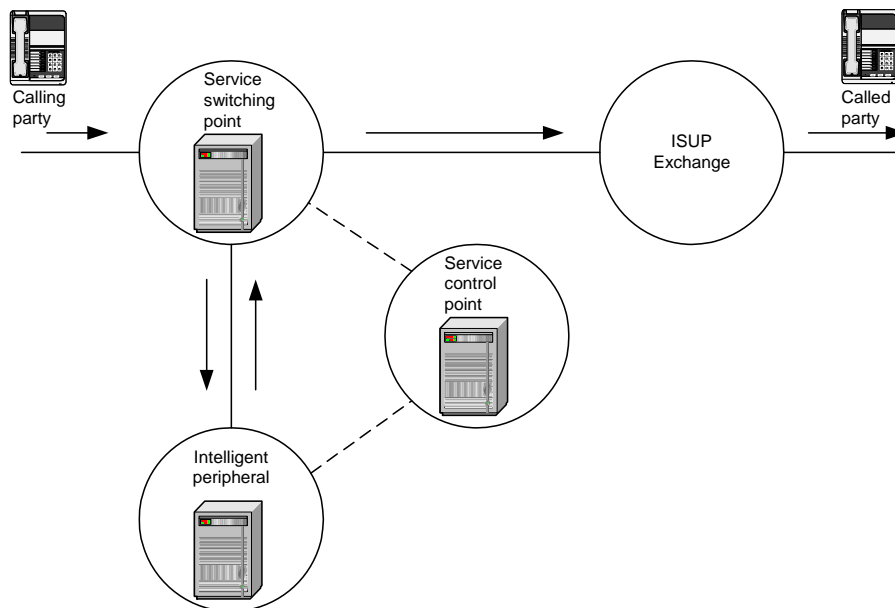 Calling
party
Service
switching
point
ISUP
Exchange
Called
party
Service
control
point
Intelligent
peripheral